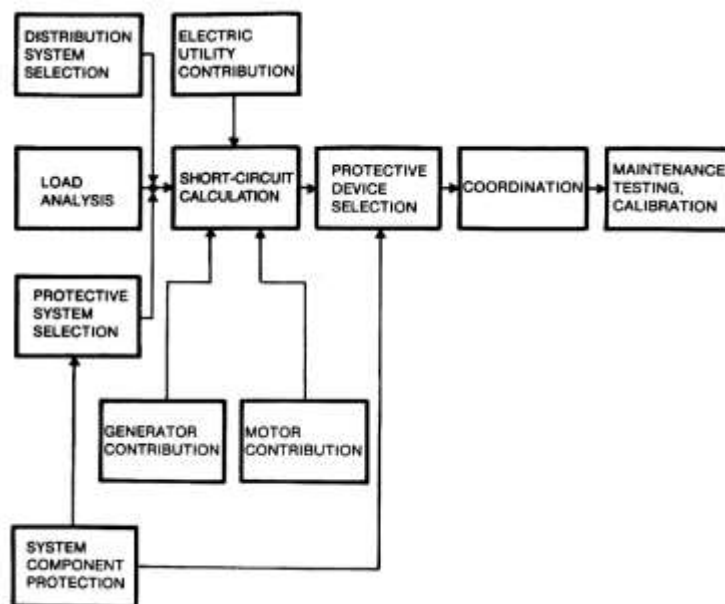 DISTRIBUTION
SYSTEM
SELECTION
ELECTRIC
UTILITY
CONTRIBUTION
LOAD
ANALYSIS
SHORT-CIRCUIT
CALCULATION
PROTECTIVE
DEVICE
SELECTION
COORDINATION
MAINTENANCE
TESTING,
CALIBRATION
PROTECTIVE
SYSTEM
SELECTION
GENERATOR
CONTRIBUTION
MOTOR
CONTRIBUTION
SYSTEM
COMPONENT
PROTECTION